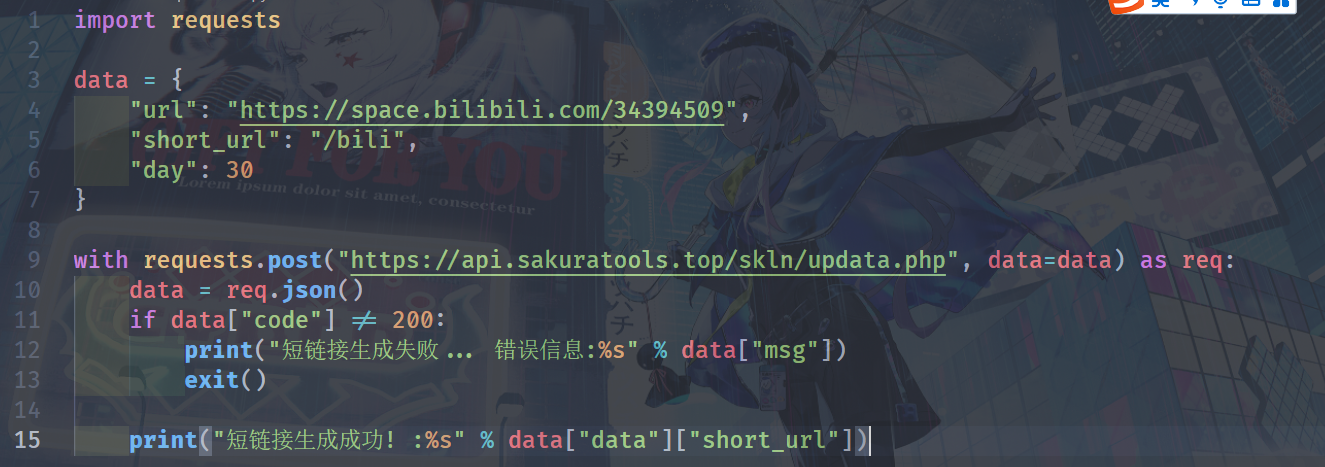 1 import requests
2
3 data = {
4     "url": "https://space.bilibili.com/34394509",
5     "short_url": "/bili",
6     "day": 30
7 }
8
9 with requests.post("https://api.sakuratools.top/skln/updata.php", data=data) as req:
10     data = req.json()
11     if data["code"] ≠ 200:
12         print("短链接生成失败... 错误信息:%s" % data["msg"])
13         exit()
14
15     print("短链接生成成功! :%s" % data["data"]["short_url"])
FOR YOU
Lorem ipsum dolor sit amet, consectetur
英